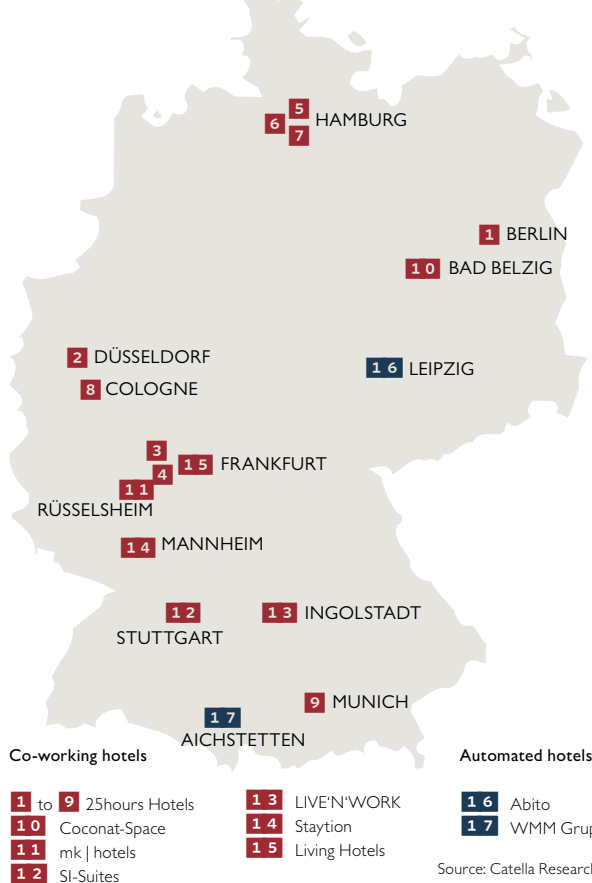 5
6 HAMBURG
7
1 BERLIN
10 BAD BELZIG
2 DÜSSELDORF
16 LEIPZIG
8 COLOGNE
3
15 FRANKFURT
4
11
RÜSSELSHEIM
14 MANNHEIM
12
13 INGOLSTADT
STUTTGART
9 MUNICH
17
AICHSTETTEN
Co-working hotels
1 to 9 25hours Hotels
10 Coconat-Space
11 mk | hotels
12 SI-Suites
13 LIVE'N'WORK
14 Staytion
15 Living Hotels
Automated hotels
16 Abito
17 WMM Grup
Source: Catella Research